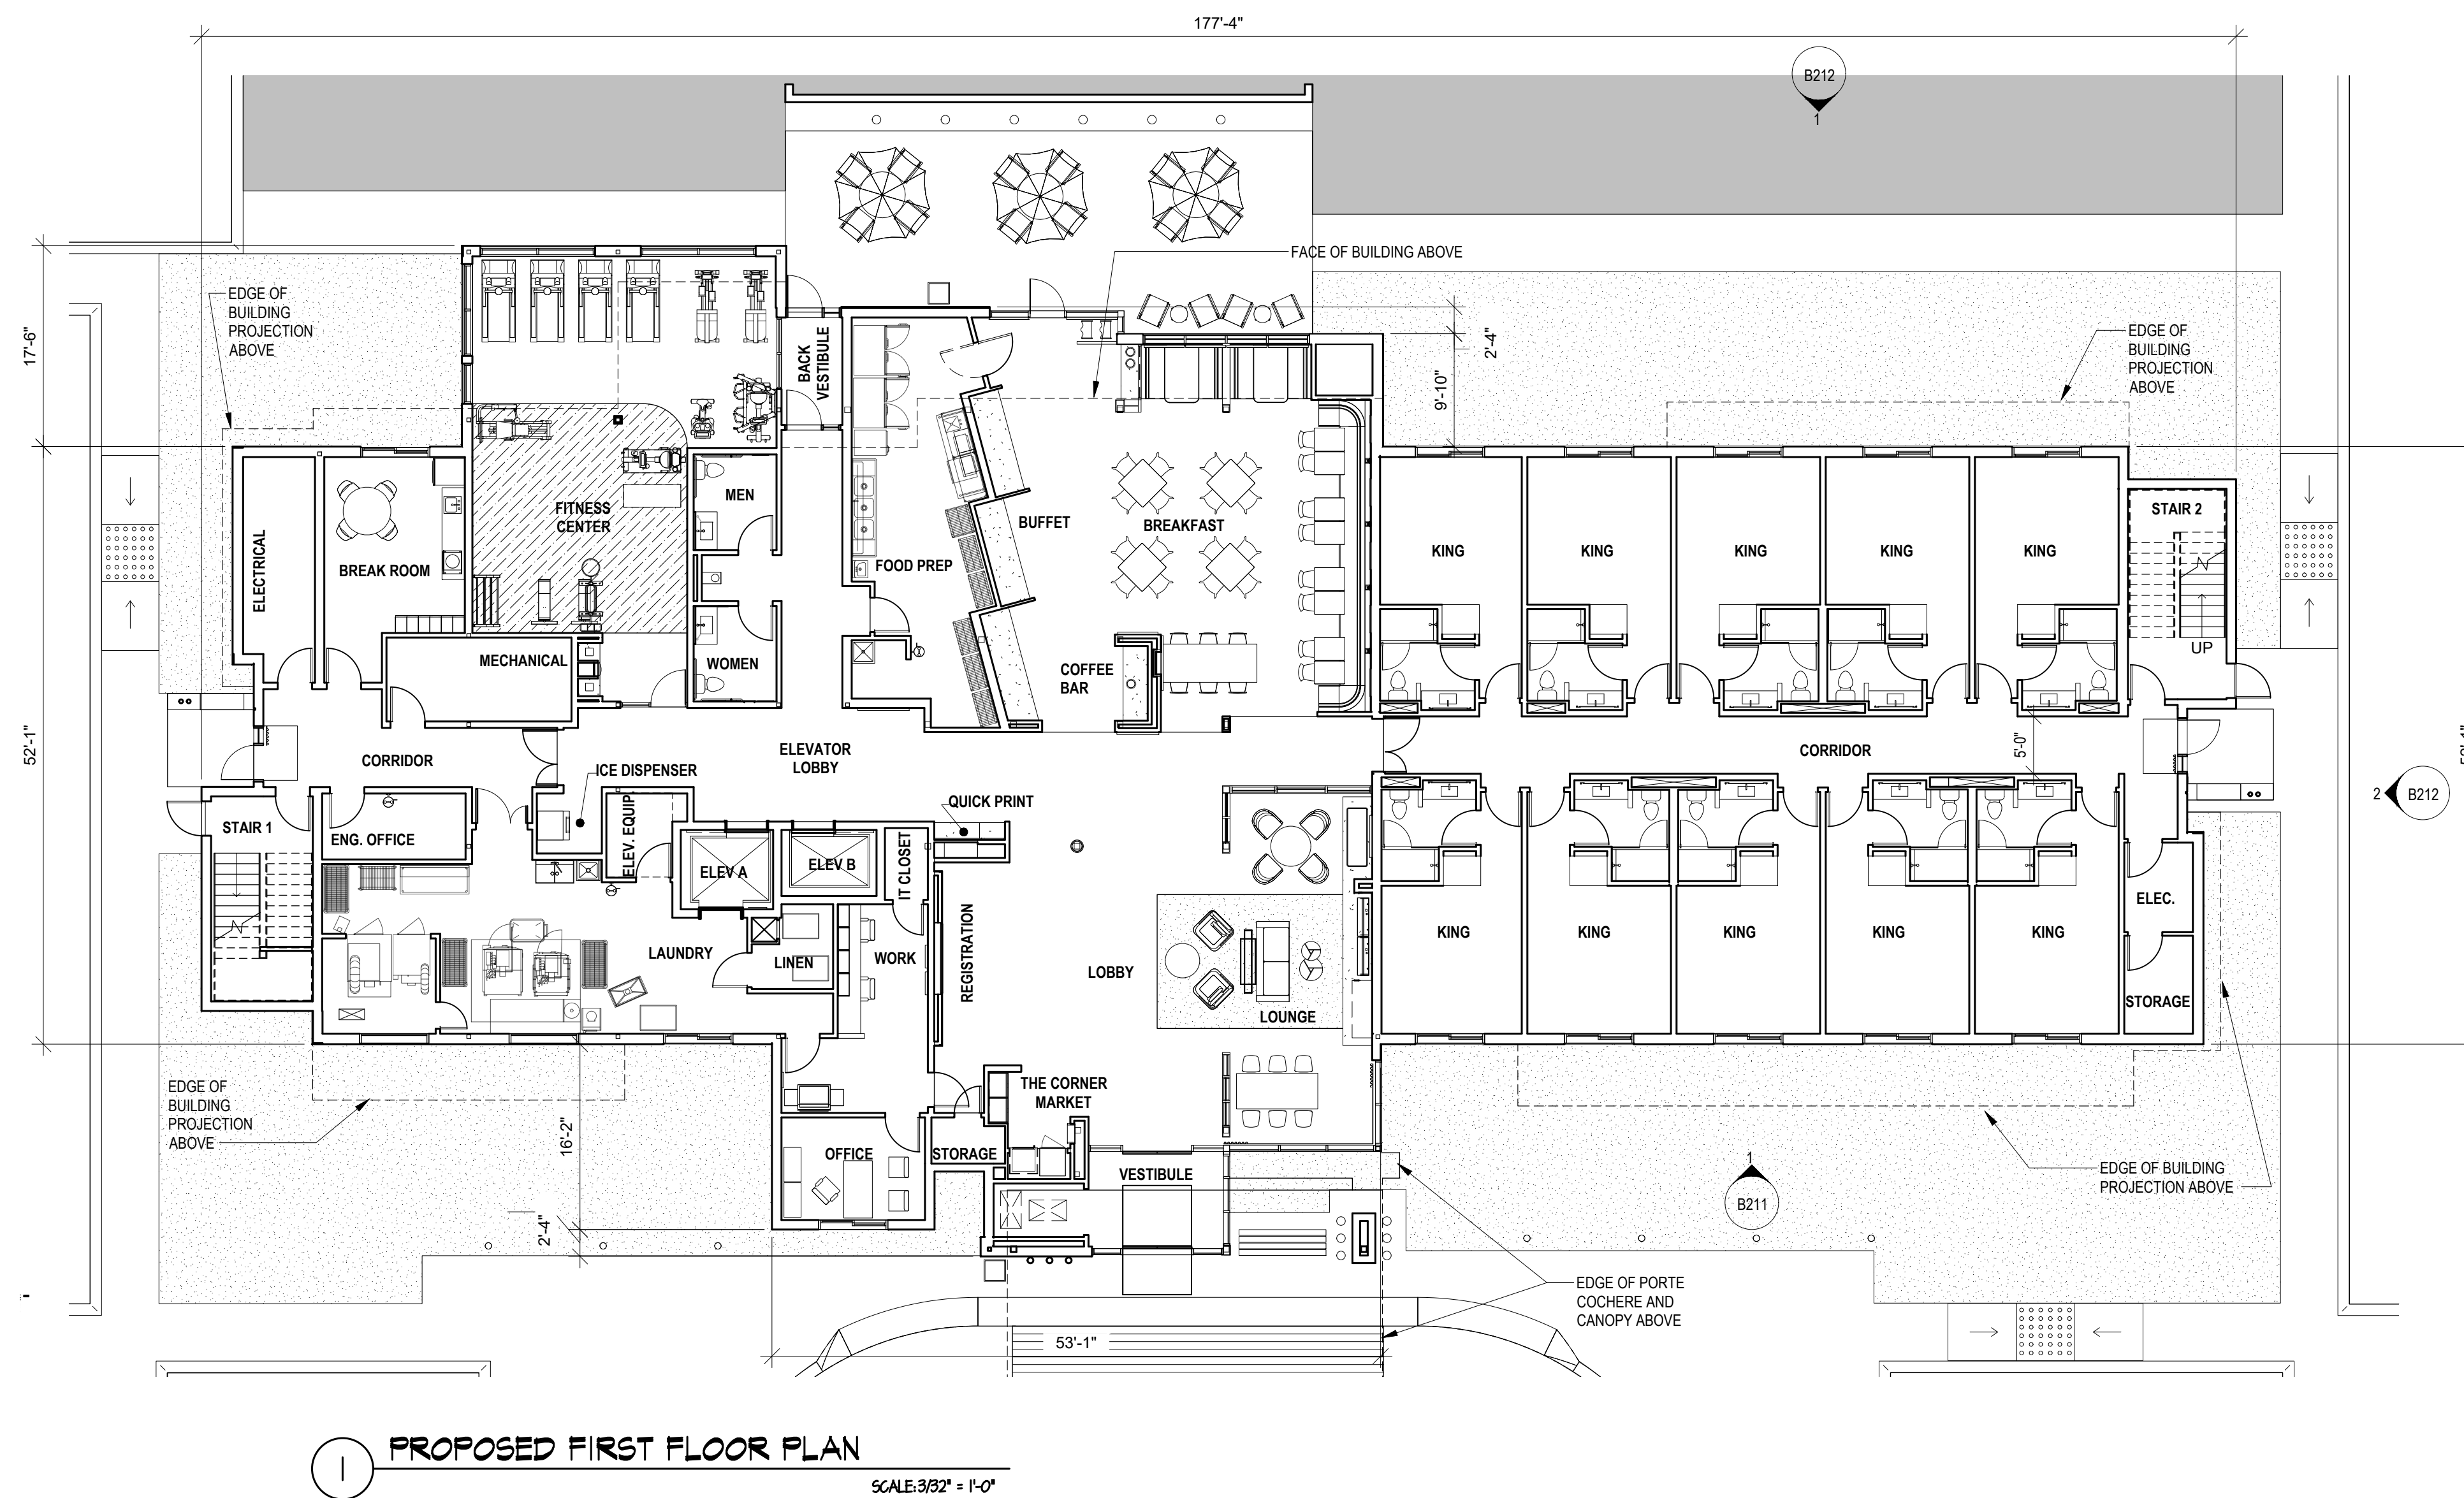 177'-4"
B212
1
FACE OF BUILDING ABOVE
EDGE OF
BUILDING
PROJECTION
ABOVE
17'-6"
BACK
VESTIBULE
2'-4"
9'-10"
EDGE OF
BUILDING
PROJECTION
ABOVE
MEN
FITNESS
CENTER
BUFFET
BREAKFAST
STAIR 2
ELECTRICAL
BREAK ROOM
FOOD PREP
KING
KING
KING
KING
KING
MECHANICAL
WOMEN
COFFEE
BAR
UP
52'-1"
CORRIDOR
ELEVATOR
LOBBY
CORRIDOR
5'-0"
ICE DISPENSER
QUICK PRINT
2
B212
STAIR 1
ENG. OFFICE
ELEV. EQUIP.
ELEV A
ELEV B
IT CLOSET
ELEC.
LAUNDRY
LINEN
WORK
REGISTRATION
LOBBY
KING
KING
KING
KING
KING
LOUNGE
STORAGE
EDGE OF
BUILDING
PROJECTION
ABOVE
THE CORNER
MARKET
16'-2"
OFFICE
STORAGE
VESTIBULE
1
B211
EDGE OF BUILDING
PROJECTION ABOVE
2'-4"
EDGE OF PORTE
COCHERE AND
CANOPY ABOVE
53'-1"
1
PROPOSED FIRST FLOOR PLAN
SCALE: 3/32" = 1'-0"